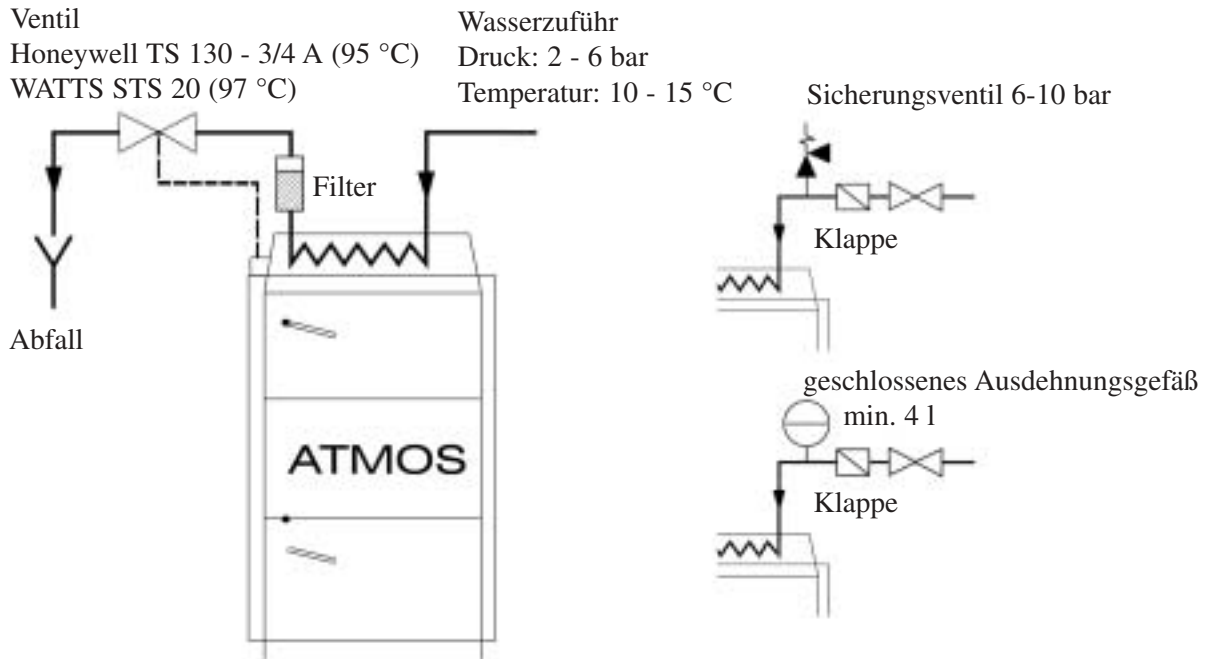 Ventil
Honeywell TS 130 - 3/4 A (95 °C)
WATTS STS 20 (97 °C)
Wasserzuführ
Druck: 2 - 6 bar
Temperatur: 10 - 15 °C
Sicherungsventil 6-10 bar
Filter
Klappe
Abfall
geschlossenes Ausdehnungsgefäß
min. 4 l
ATMOS
Klappe